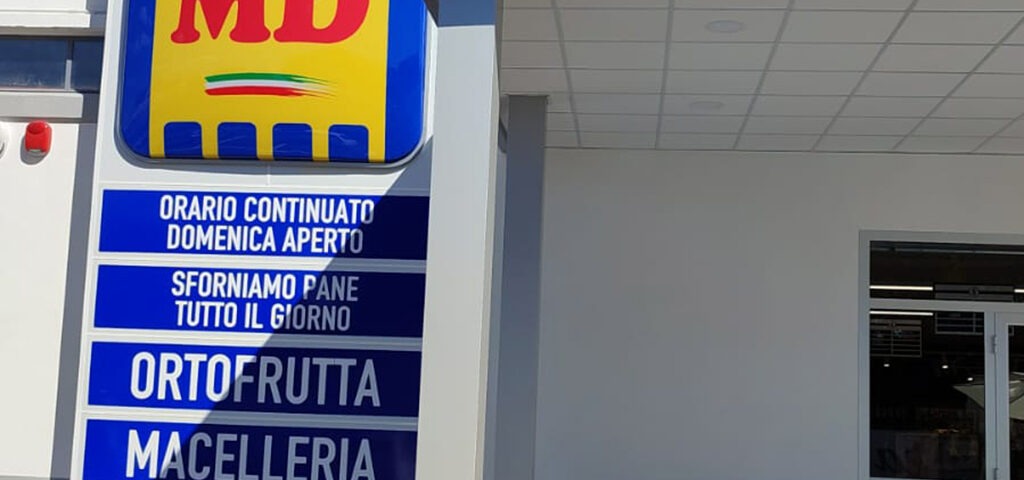 MD
ORARIO CONTINUATO
DOMENICA APERTO
SFORNIAMO PANE
TUTTO IL GIORNO
ORTOFRUTTA
MACELLERIA